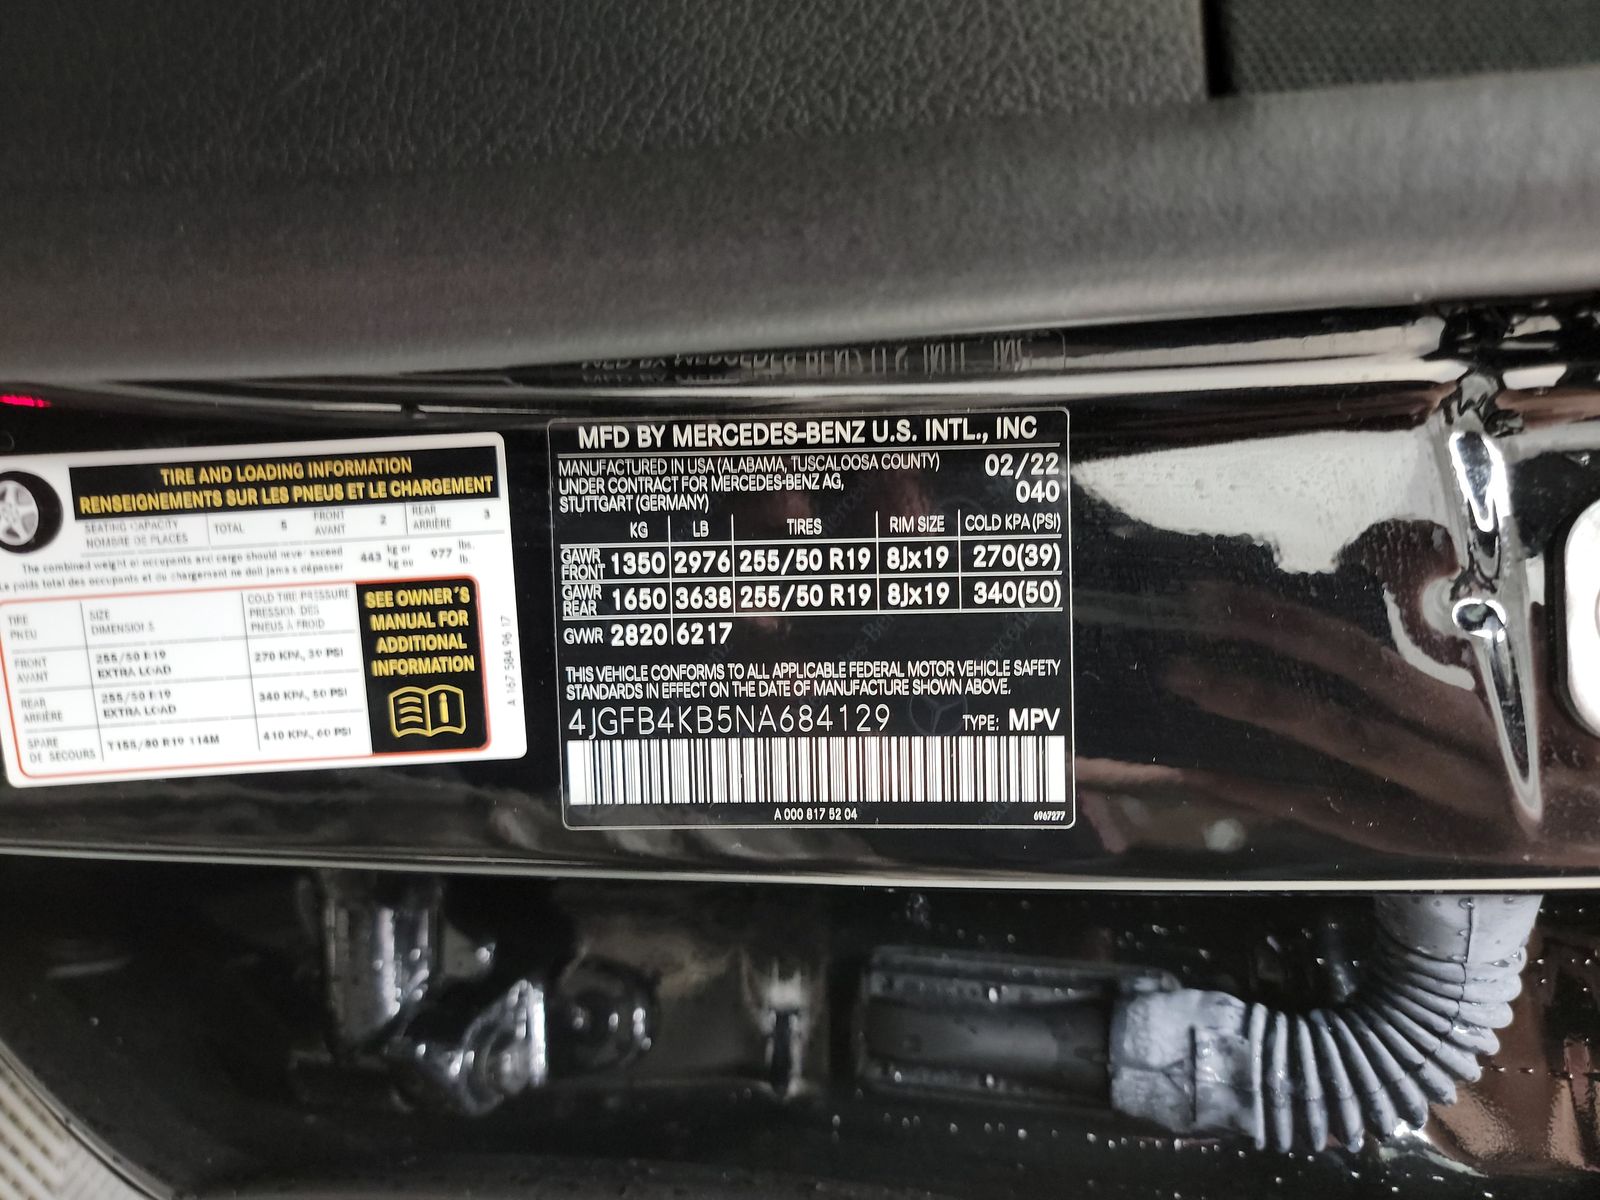 TIRE AND LOADING INFORMATION
RENSEIGNEMENTS SUR LES PNEUS ET LE CHARGEMENT
SEATING CAPACITY
NOMBRE DE PLACES
TOTAL 5
FRONT
AVANT
2
REAR
ARRIÈRE
3
The combined weight of occupants and cargo should never exceed
Le poids total des occupants et du chargement ne doit jamais dépasser
443 kg or
kg ou
977 lbs.
lb.
TIRE
PNEU
SIZE
DIMENSIONS
COLD TIRE PRESSURE
PRESSION DES
PNEUS À FROID
FRONT
AVANT
255/50 R19
EXTRA LOAD
270 KPA, 39 PSI
REAR
ARRIÈRE
255/50 R19
EXTRA LOAD
340 KPA, 50 PSI
SPARE
DE SECOURS
T155/80 R19 114M
410 KPA, 60 PSI
SEE OWNER'S
MANUAL FOR
ADDITIONAL
INFORMATION
A 167 584 96 17
MFD BY MERCEDES-BENZ U.S. INTL., INC
MANUFACTURED IN USA (ALABAMA, TUSCALOOSA COUNTY) 02/22
UNDER CONTRACT FOR MERCEDES-BENZ AG, 040
STUTTGART (GERMANY)
KG LB TIRES RIM SIZE COLD KPA (PSI)
GAWR
FRONT 1350 2976 255/50 R19 8Jx19 270(39)
GAWR
REAR 1650 3638 255/50 R19 8Jx19 340(50)
GVWR 2820 6217
THIS VEHICLE CONFORMS TO ALL APPLICABLE FEDERAL MOTOR VEHICLE SAFETY
STANDARDS IN EFFECT ON THE DATE OF MANUFACTURE SHOWN ABOVE.
4JGFB4KB5NA684129 TYPE: MPV
A 000 817 52 04
6967277